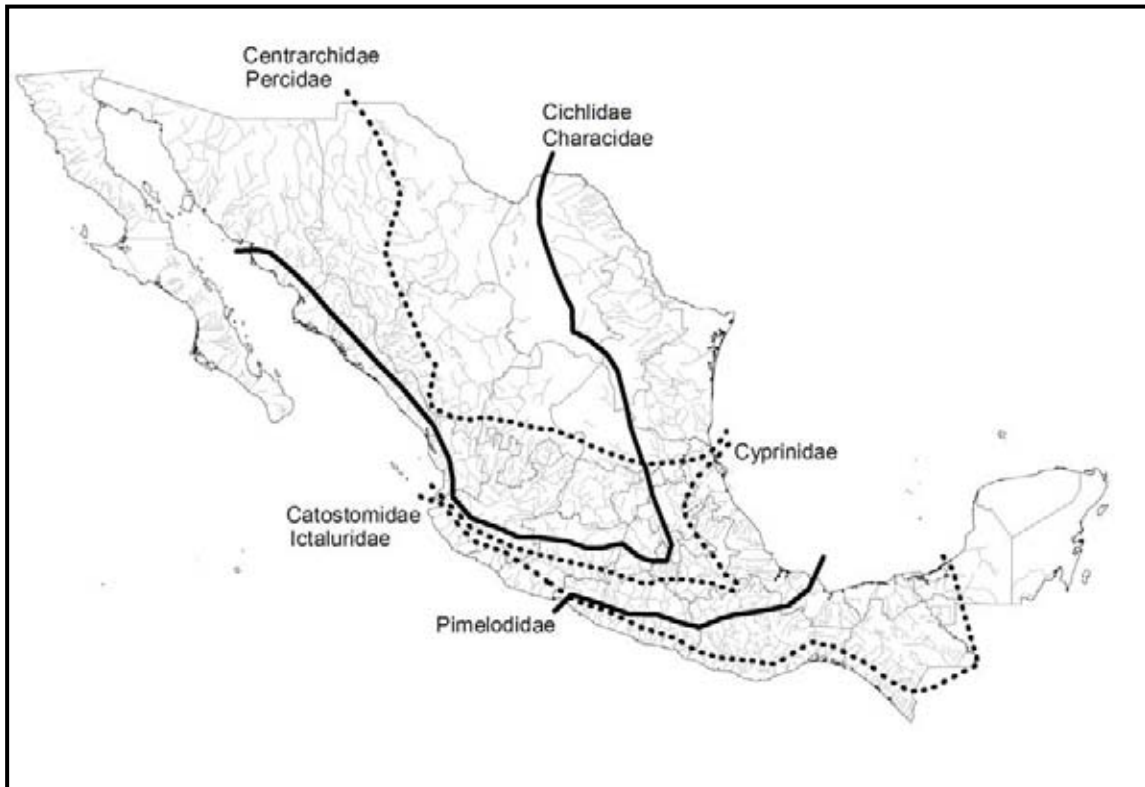 Centrarchidae
Percidae
Cichlidae
Characidae
Cyprinidae
Catostomidae
Ictaluridae
Pimelodidae